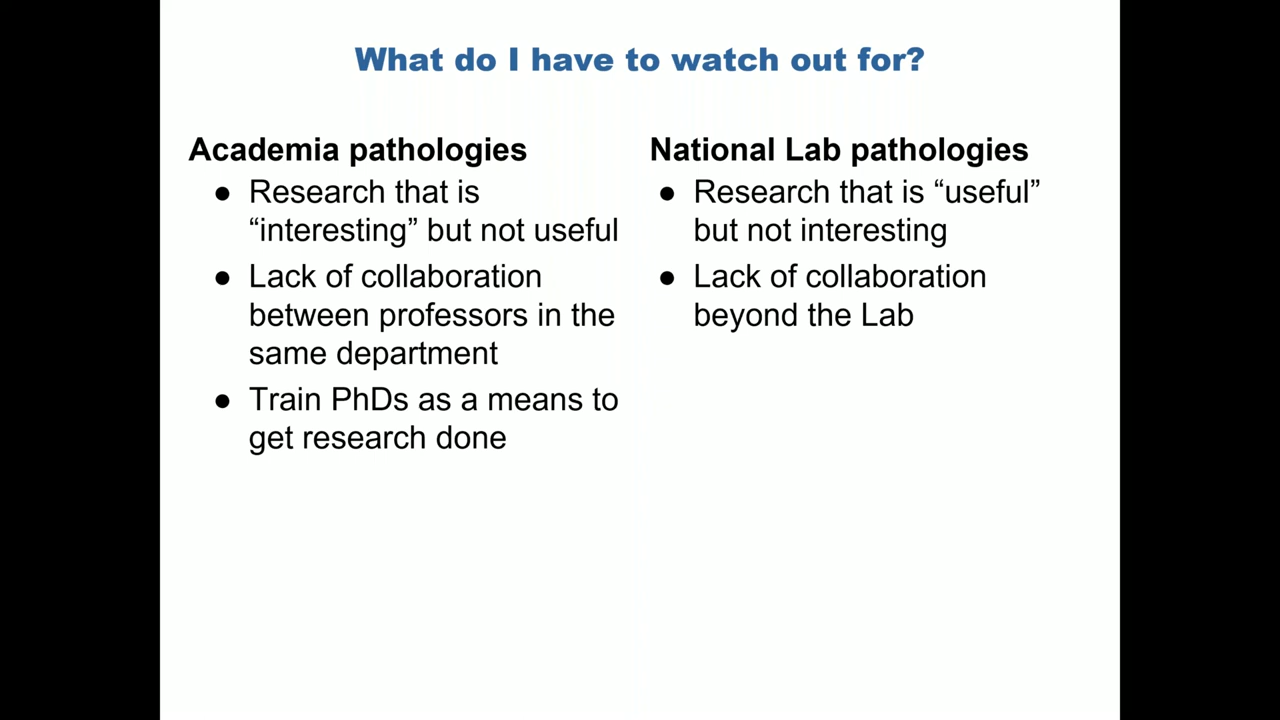 What do I have to watch out for?
Academia pathologies
● Research that is
“interesting” but not useful
● Lack of collaboration
between professors in the
same department
● Train PhDs as a means to
get research done
National Lab pathologies
● Research that is “useful”
but not interesting
● Lack of collaboration
beyond the Lab